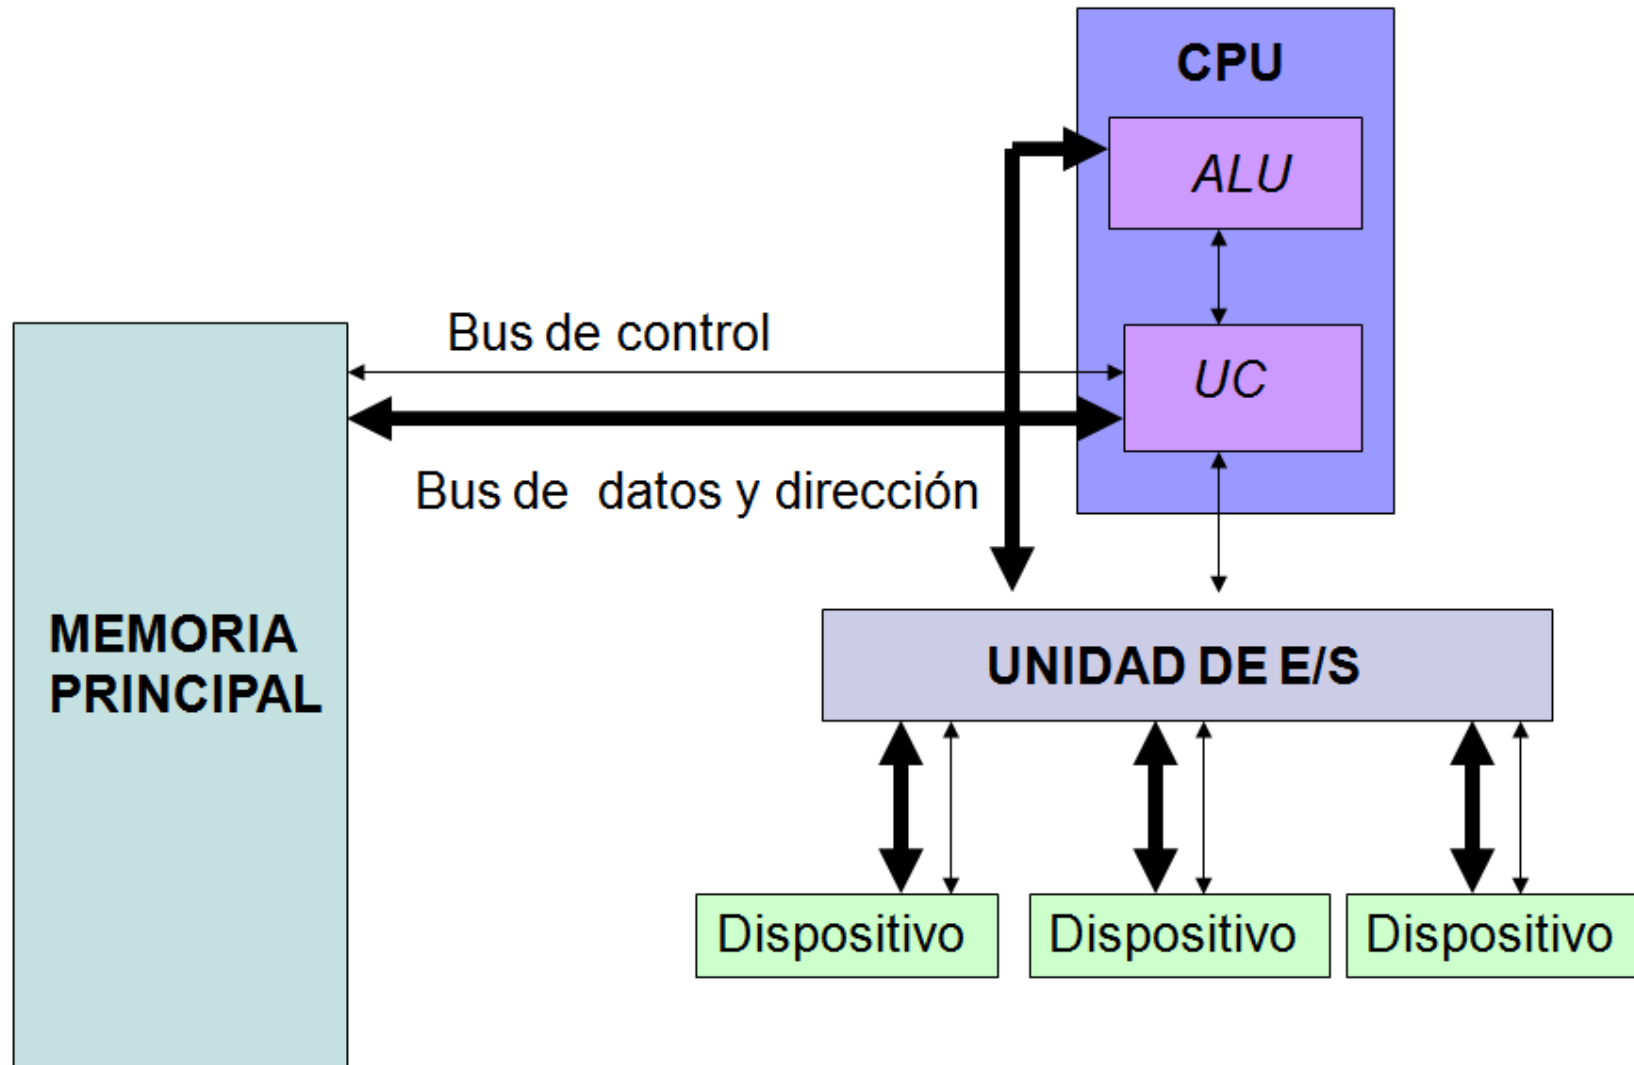 CPU
ALU
Bus de control
UC
Bus de datos y dirección
MEMORIA
PRINCIPAL
UNIDAD DE E/S
Dispositivo
Dispositivo
Dispositivo